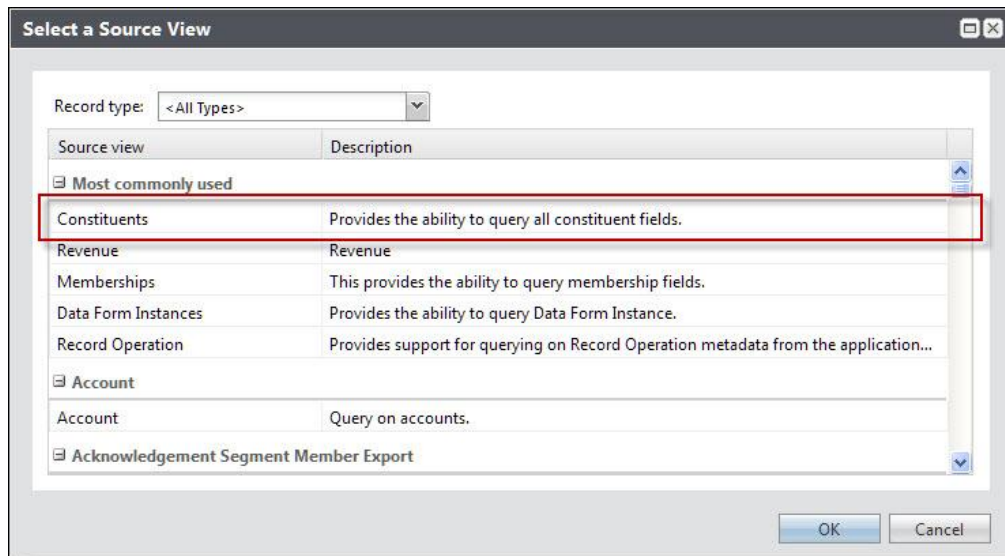 Select a Source View
Record type: <All Types>
Source view Description
Most commonly used
Constituents Provides the ability to query all constituent fields.
Revenue Revenue
Memberships This provides the ability to query membership fields.
Data Form Instances Provides the ability to query Data Form Instance.
Record Operation Provides support for querying on Record Operation metadata from the application...
Account
Account Query on accounts.
Acknowledgement Segment Member Export
OK Cancel